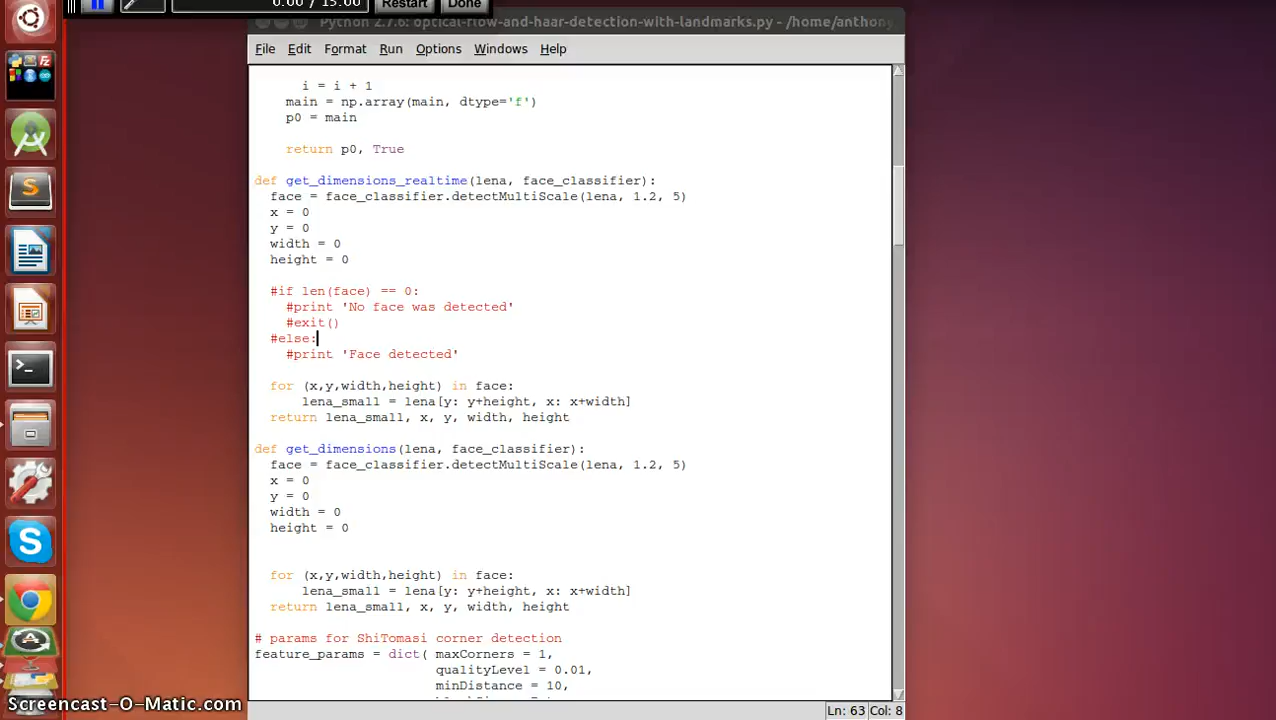 0:00 / 15:00 Restart Done
Python 2.7.6: optical-flow-and-haar-detection-with-landmarks.py - /home/anthony
File Edit Format Run Options Windows Help
i = i + 1
main = np.array(main, dtype='f')
p0 = main
return p0, True
def get_dimensions_realtime(lena, face_classifier):
face = face_classifier.detectMultiScale(lena, 1.2, 5)
x = 0
y = 0
width = 0
height = 0
#if len(face) == 0:
#print 'No face was detected'
#exit()
#else:
#print 'Face detected'
for (x,y,width,height) in face:
lena_small = lena[y: y+height, x: x+width]
return lena_small, x, y, width, height
def get_dimensions(lena, face_classifier):
face = face_classifier.detectMultiScale(lena, 1.2, 5)
x = 0
y = 0
width = 0
height = 0
for (x,y,width,height) in face:
lena_small = lena[y: y+height, x: x+width]
return lena_small, x, y, width, height
# params for ShiTomasi corner detection
feature_params = dict( maxCorners = 1,
qualityLevel = 0.01,
minDistance = 10,
Ln: 63 Col: 8
Screencast-O-Matic.com